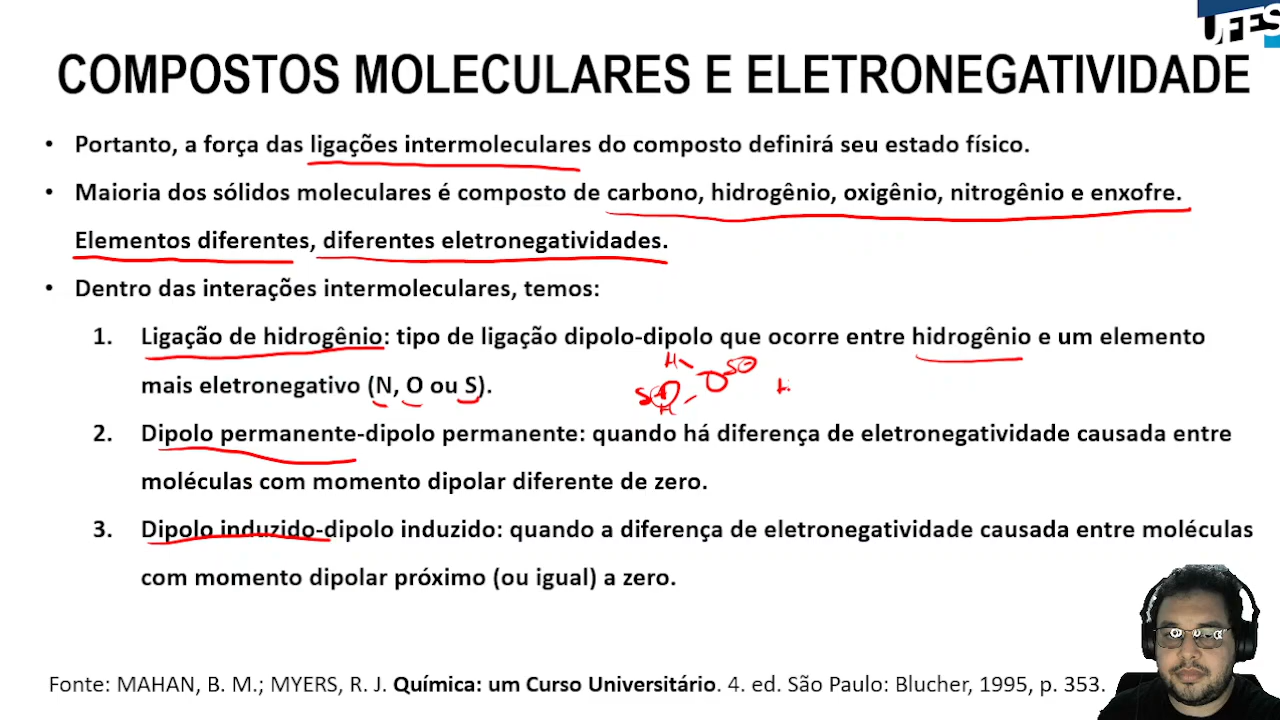 UFES
COMPOSTOS MOLECULARES E ELETRONEGATIVIDADE
• Portanto, a força das ligações intermoleculares do composto definirá seu estado físico.
• Maioria dos sólidos moleculares é composto de carbono, hidrogênio, oxigênio, nitrogênio e enxofre.
Elementos diferentes, diferentes eletronegatividades.
• Dentro das interações intermoleculares, temos:
1. Ligação de hidrogênio: tipo de ligação dipolo-dipolo que ocorre entre hidrogênio e um elemento
mais eletronegativo (N, O ou S).
H
O
H
2. Dipolo permanente-dipolo permanente: quando há diferença de eletronegatividade causada entre
moléculas com momento dipolar diferente de zero.
3. Dipolo induzido-dipolo induzido: quando a diferença de eletronegatividade causada entre moléculas
com momento dipolar próximo (ou igual) a zero.
Fonte: MAHAN, B. M.; MYERS, R. J. Química: um Curso Universitário. 4. ed. São Paulo: Blucher, 1995, p. 353.